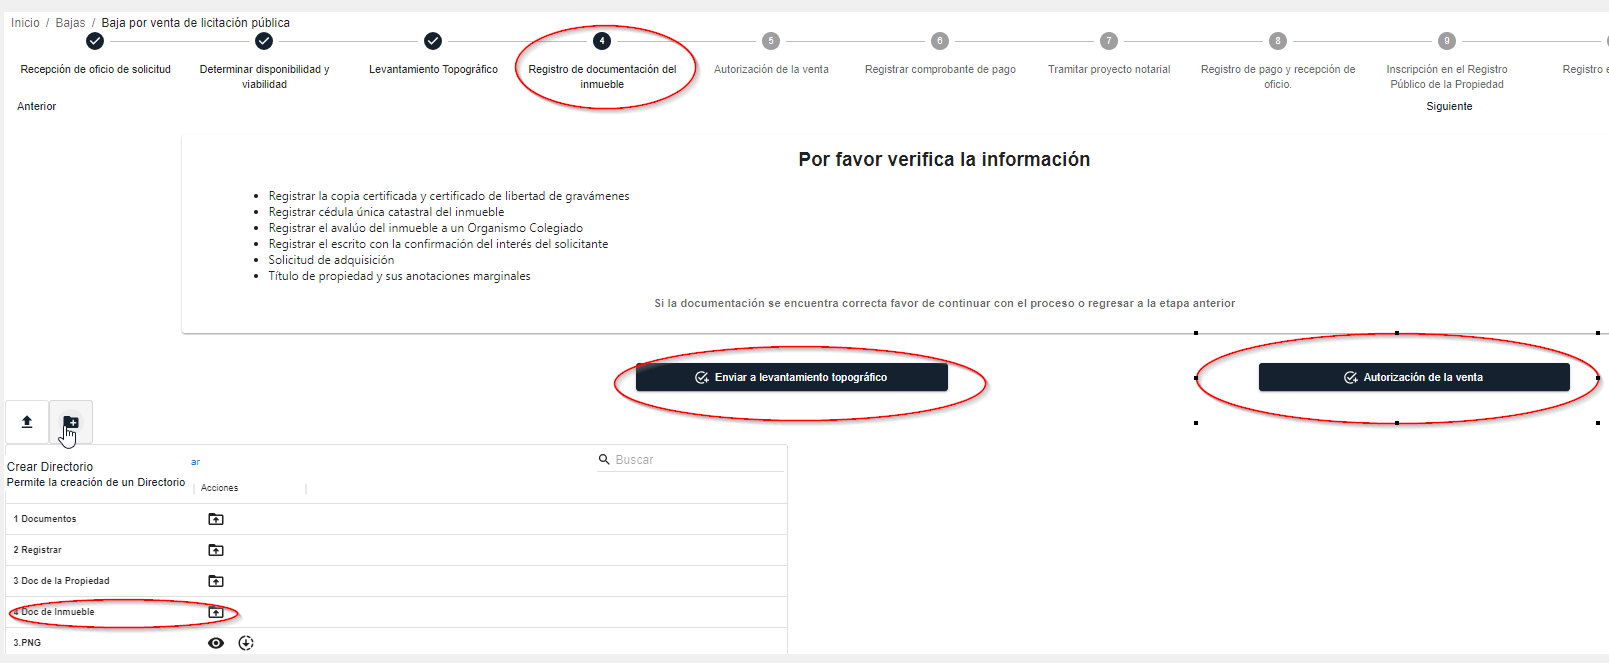 Inicio / Bajas / Baja por venta de licitación pública
4
5
6
7
8
9
Recepción de oficio de solicitud
Determinar disponibilidad y
viabilidad
Levantamiento Topográfico
Registro de documentación del
inmueble
Autorización de la venta
Registrar comprobante de pago
Tramitar proyecto notarial
Registro de pago y recepción de
oficio.
Inscripción en el Registro
Público de la Propiedad
Registro e
Anterior
Siguiente
Por favor verifica la información
• Registrar la copia certificada y certificado de libertad de gravámenes
• Registrar cédula única catastral del inmueble
• Registrar el avalúo del inmueble a un Organismo Colegiado
• Registrar el escrito con la confirmación del interés del solicitante
• Solicitud de adquisición
• Título de propiedad y sus anotaciones marginales
Si la documentación se encuentra correcta favor de continuar con el proceso o regresar a la etapa anterior
Enviar a levantamiento topográfico
Autorización de la venta
Crear Directorio
ar
Buscar
Permite la creación de un Directorio
Acciones
1 Documentos
2 Registrar
3 Doc de la Propiedad
4 Doc de Inmueble
3.PNG